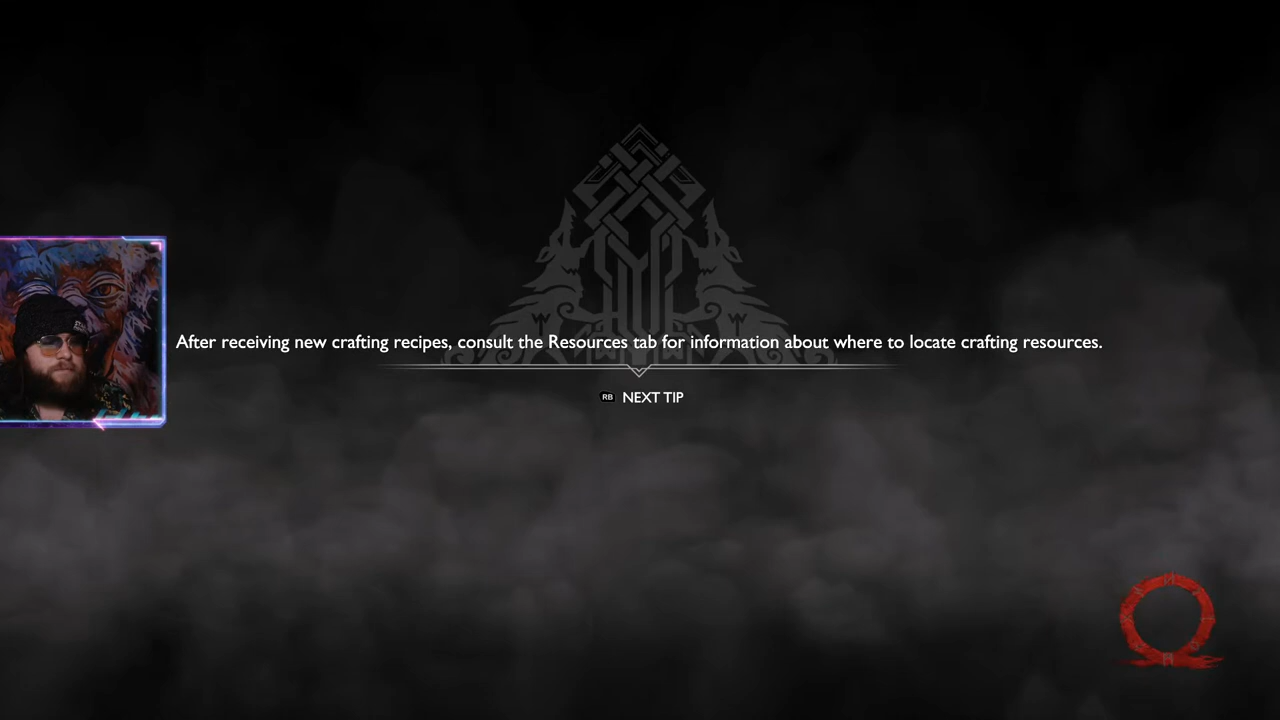 After receiving new crafting recipes, consult the Resources tab for information about where to locate crafting resources.
RB NEXT TIP